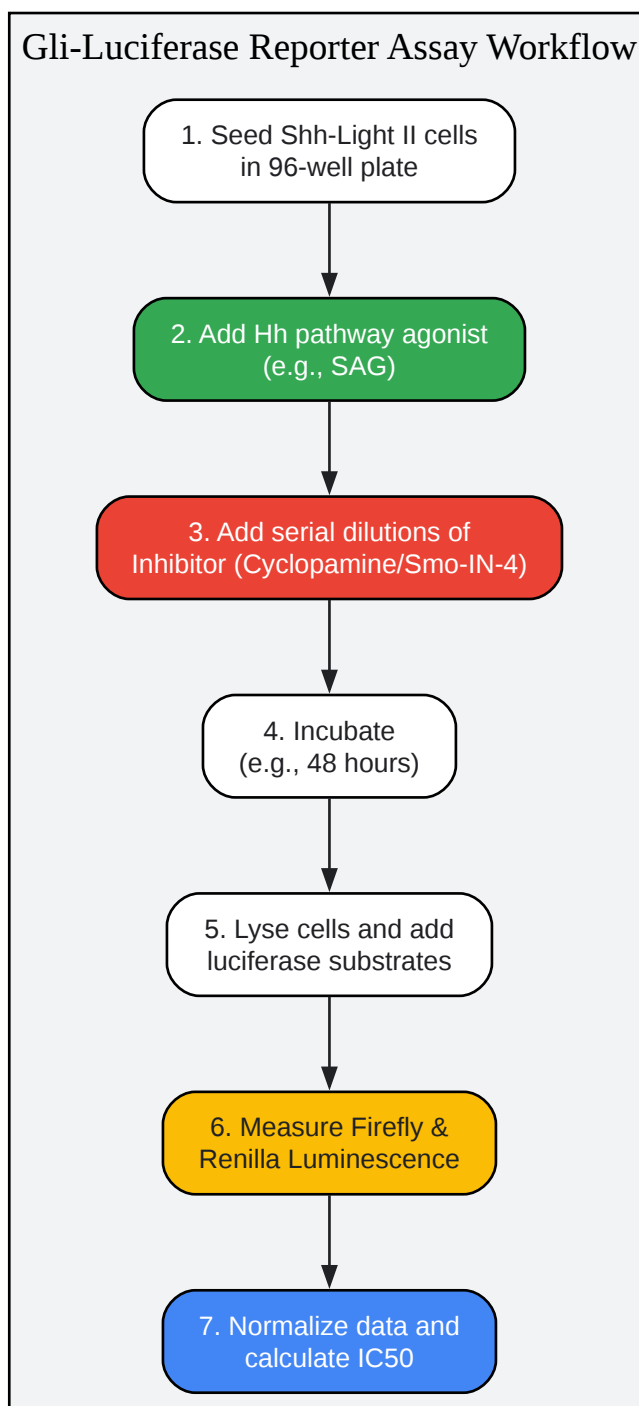 Gli-Luciferase Reporter Assay Workflow
1. Seed Shh-Light II cells
in 96-well plate
2. Add Hh pathway agonist
(e.g., SAG)
3. Add serial dilutions of
Inhibitor (Cyclopamine/Smo-IN-4)
4. Incubate
(e.g., 48 hours)
5. Lyse cells and add
luciferase substrates
6. Measure Firefly &
Renilla Luminescence
7. Normalize data and
calculate IC50